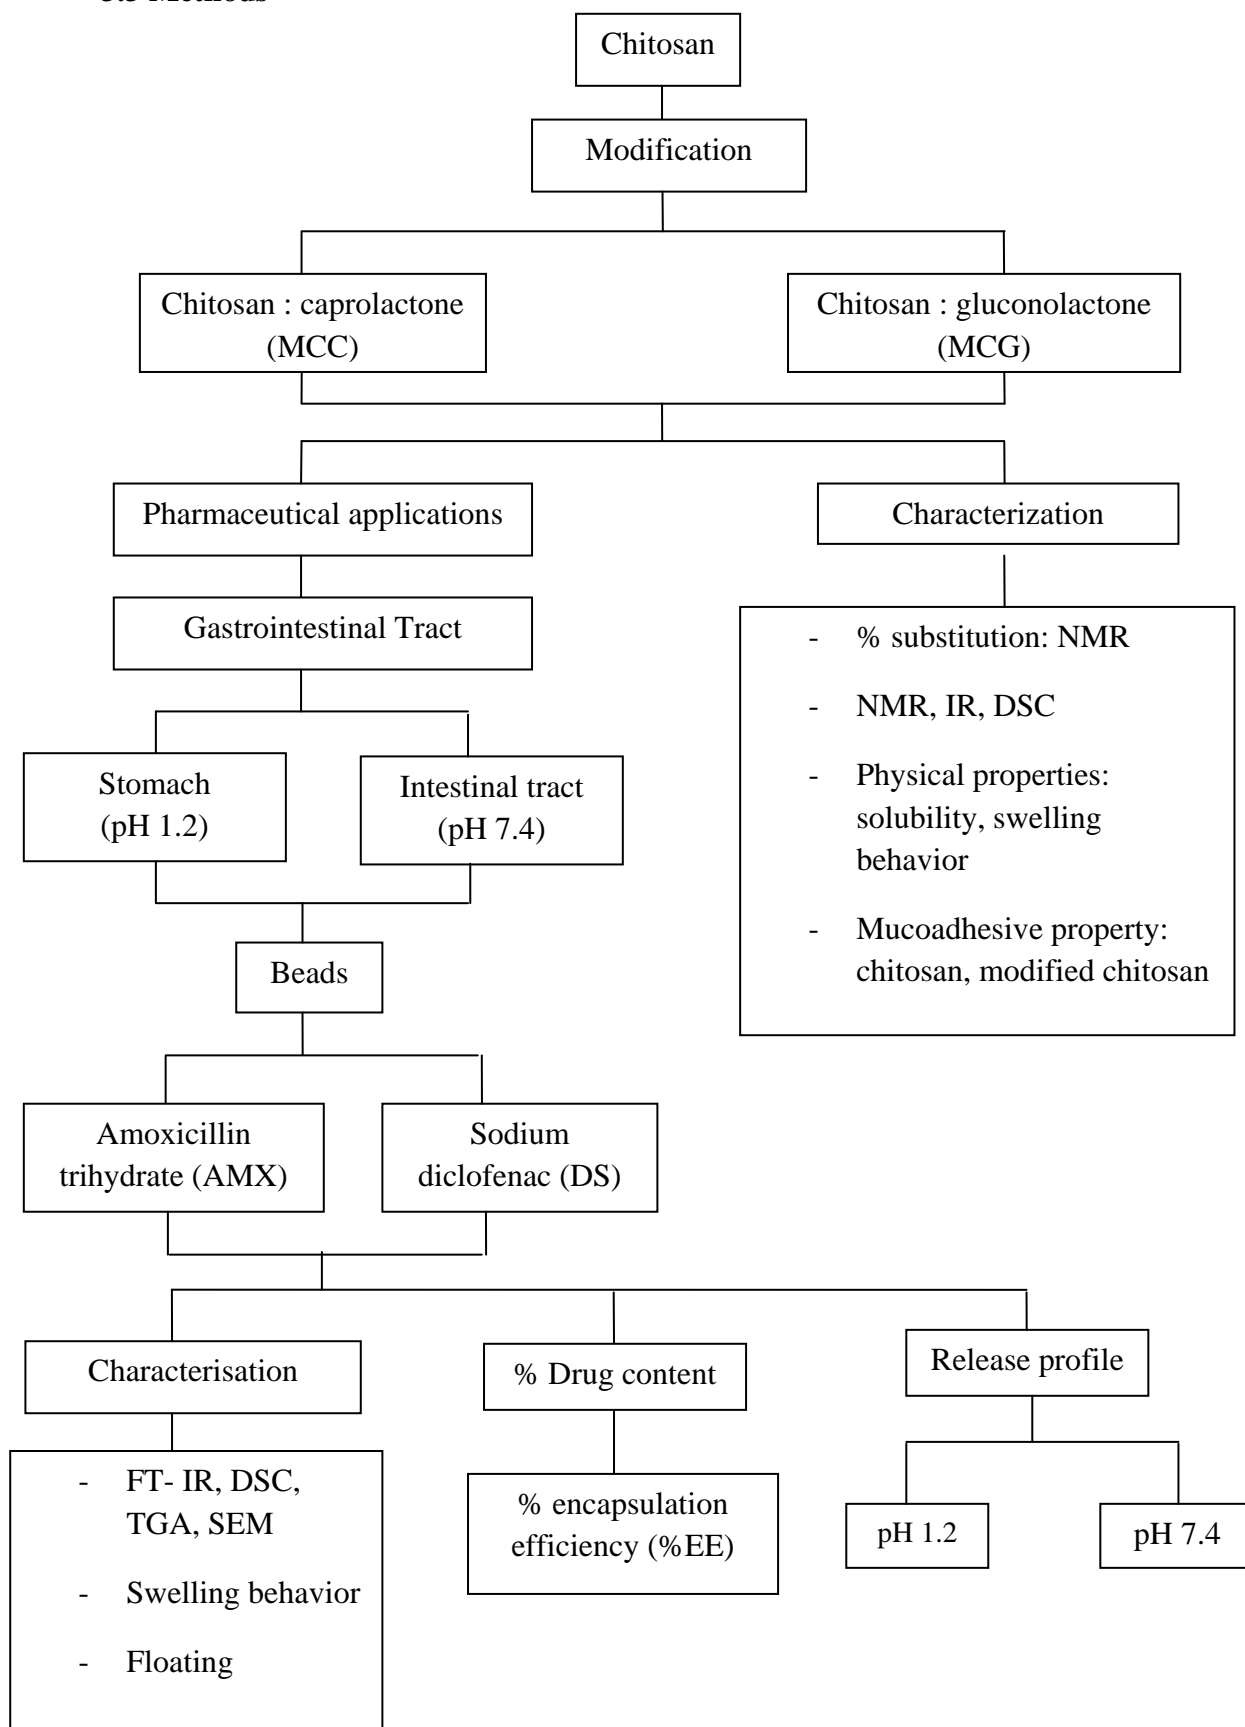 Chitosan
Modification
Chitosan : caprolactone
(MCC)
Chitosan : gluconolactone
(MCG)
Pharmaceutical applications
Characterization
Gastrointestinal Tract
- % substitution: NMR
- NMR, IR, DSC
- Physical properties:
solubility, swelling
behavior
- Mucoadhesive property:
chitosan, modified chitosan
Stomach
(pH 1.2)
Intestinal tract
(pH 7.4)
Beads
Amoxicillin
trihydrate (AMX)
Sodium
diclofenac (DS)
Characterisation
% Drug content
Release profile
- FT- IR, DSC,
TGA, SEM
- Swelling behavior
- Floating
% encapsulation
efficiency (%EE)
pH 1.2
pH 7.4